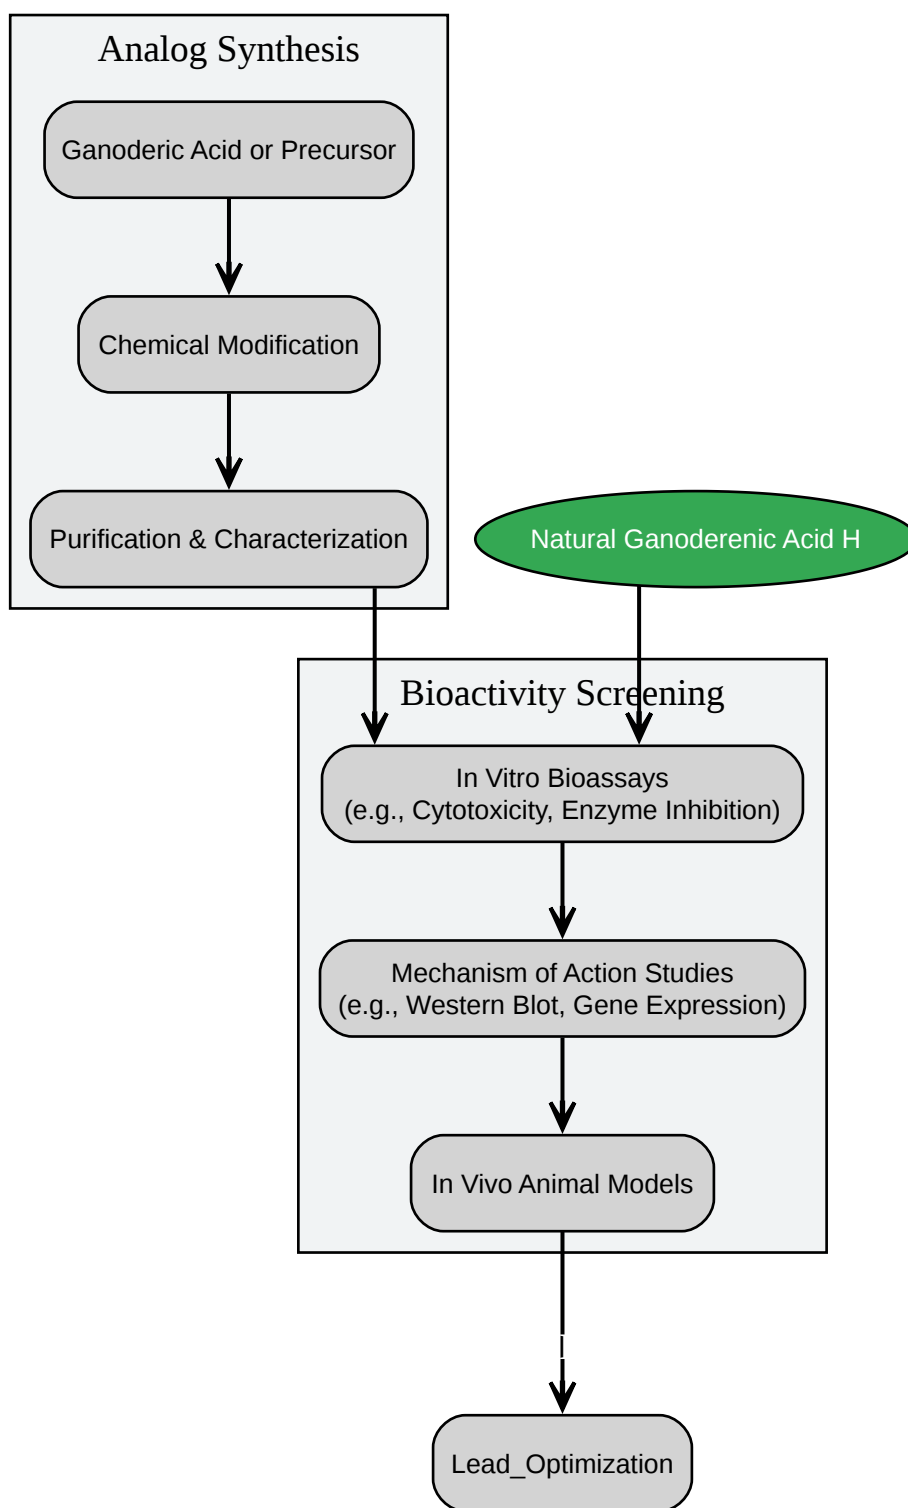 Analog Synthesis
Ganoderic Acid or Precursor
Chemical Modification
Purification & Characterization
Natural Ganoderenic Acid H
Bioactivity Screening
In Vitro Bioassays
(e.g., Cytotoxicity, Enzyme Inhibition)
Mechanism of Action Studies
(e.g., Western Blot, Gene Expression)
In Vivo Animal Models
Lead_Optimization